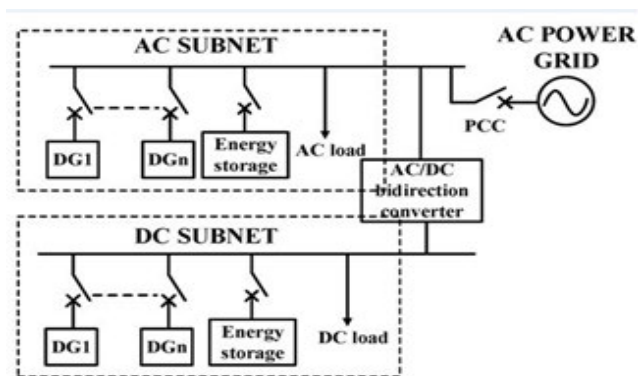 AC SUBNET
AC POWER
GRID
PCC
DG1
DGn
Energy
storage
AC load
AC/DC
bidirection
converter
DC SUBNET
DG1
DGn
Energy
storage
DC load